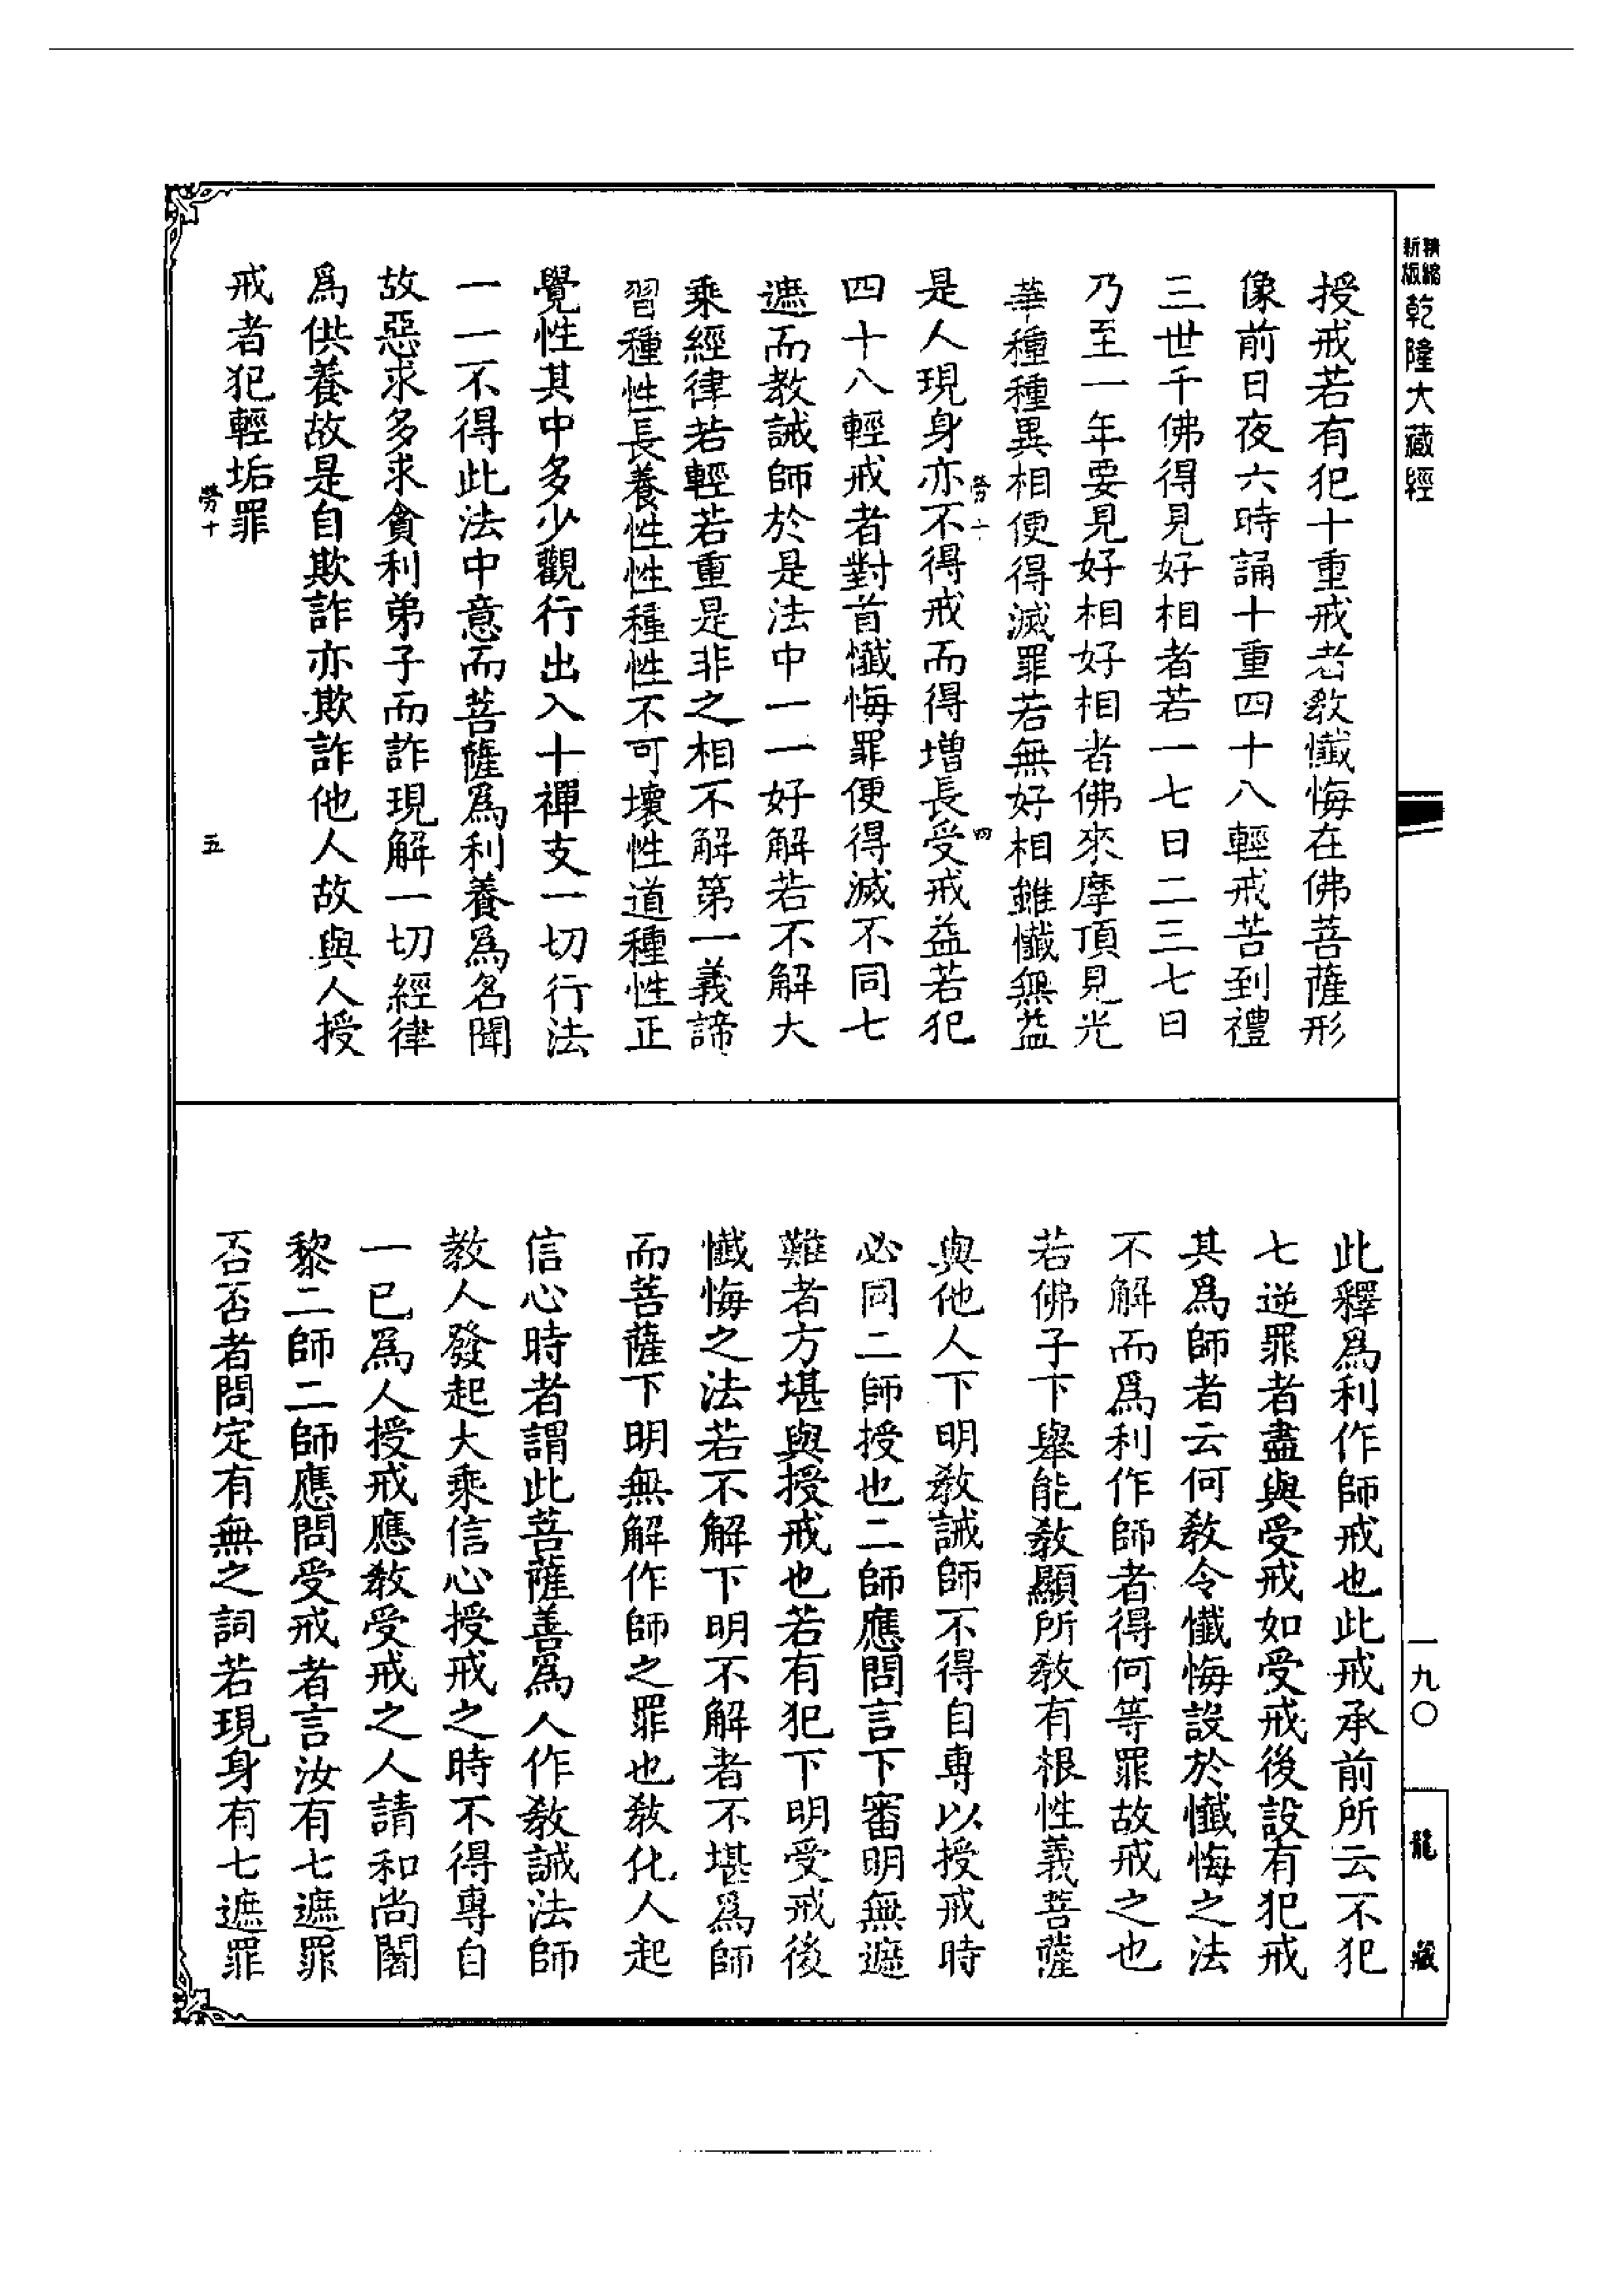 精縮新版乾隆大藏經
授戒若有犯十重戒者教懺悔在佛菩薩形
像前日夜六時誦十重四十八輕戒苦到禮
三世千佛得見好相者若一七日二三七日
乃至一年要見好相好相者佛來摩頂見光
華種種異相便得滅罪若無好相雖懺無益
勞十
四
是人現身亦不得戒而得增長受戒益若犯
四十八輕戒者對首懺悔罪便得滅不同七
遮而教誡師於是法中一一好解若不解大
乘經律若輕若重是非之相不解第一義諦
習種性長養性性種性不可壞性道種性正
覺性其中多少觀行出入十禪支一切行法
一一不得此法中意而菩薩爲利養爲名聞
故惡求多求貪利弟子而詐現解一切經律
爲供養故是自欺詐亦欺詐他人故與人授
戒者犯輕垢罪
勞十
五
此釋爲利作師戒也此戒承前所云不犯
七逆罪者盡與受戒如受戒後設有犯戒
其爲師者云何教令懺悔設於懺悔之法
不解而爲利作師者得何等罪故戒之也
若佛子下舉能教顯所教有根性義菩薩
與他人下明教誡師不得自專以授戒時
必同二師授也二師應問言下審明無遮
難者方堪與授戒也若有犯下明受戒後
懺悔之法若不解下明不解者不堪爲師
而菩薩下明無解作師之罪也教化人起
信心時者謂此菩薩善爲人作教誡法師
教人發起大乘信心授戒之時不得專自
一已爲人授戒應教受戒之人請和尚闍
黎二師二師應問受戒者言汝有七遮罪
否否者問定有無之詞若現身有七遮罪
一九〇
龍藏